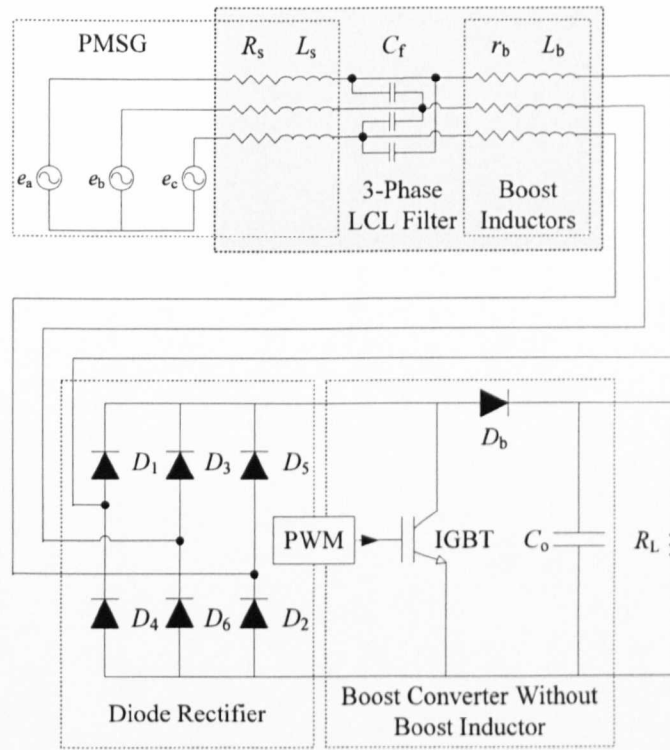 PMSG
Rs Ls Cf rb Lb
ea eb ec
3-Phase
LCL Filter
Boost
Inductors
Db
D1 D3 D5
PWM IGBT Co RL
D4 D6 D2
Diode Rectifier
Boost Converter Without
Boost Inductor